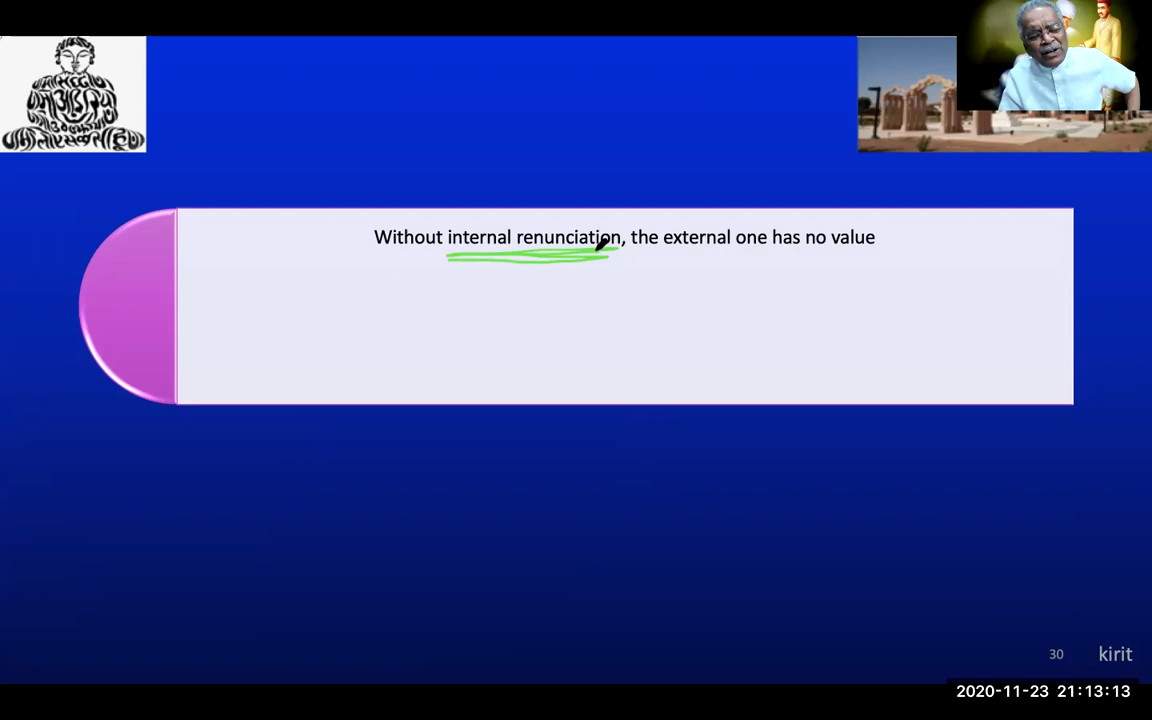 Without internal renunciation, the external one has no value
30
kirit
2020-11-23 21:13:13